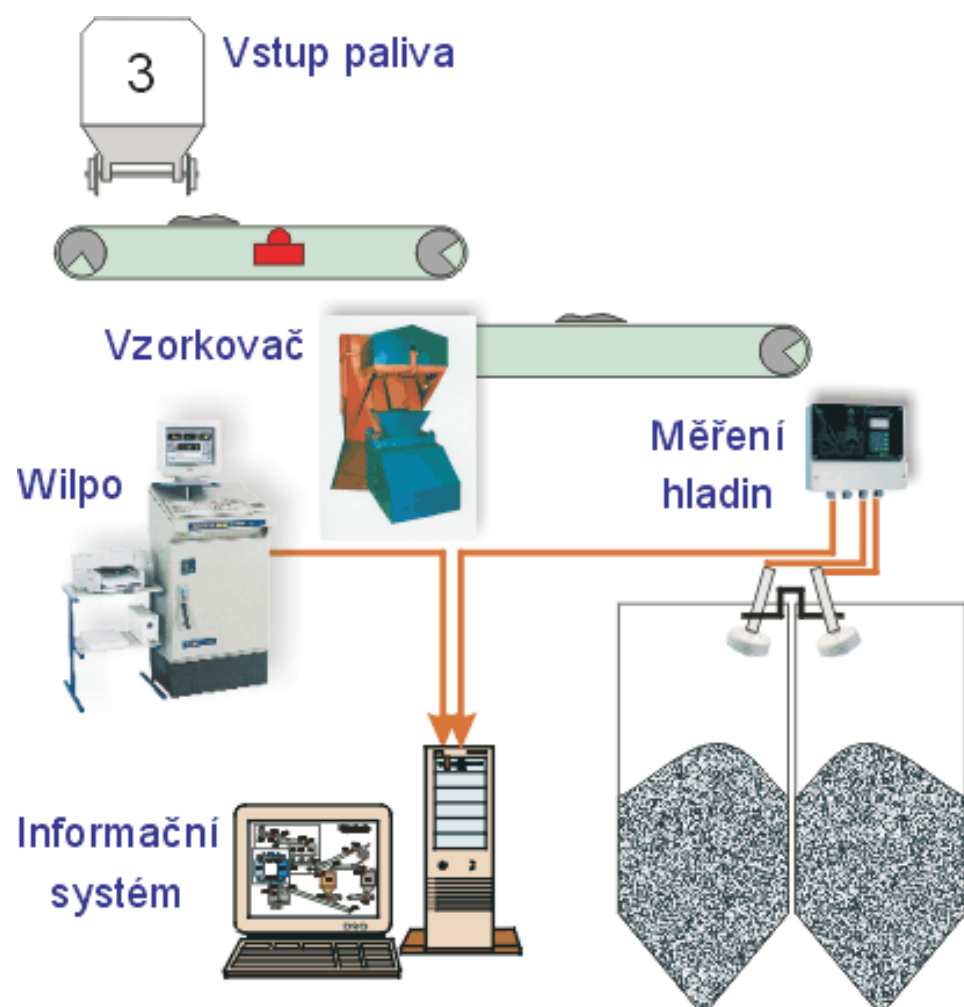 Vstup paliva
3
Vzorkovač
Měření
hladin
Wilpo
Informační
systém